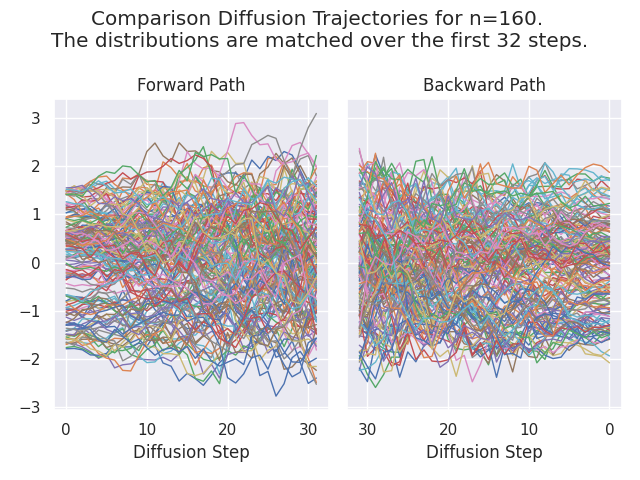 Comparison Diffusion Trajectories for n=160.
The distributions are matched over the first 32 steps.
Forward Path
Backward Path
3
2
1
0
−1
−2
−3
0 10 20 30
30 20 10 0
Diffusion Step
Diffusion Step